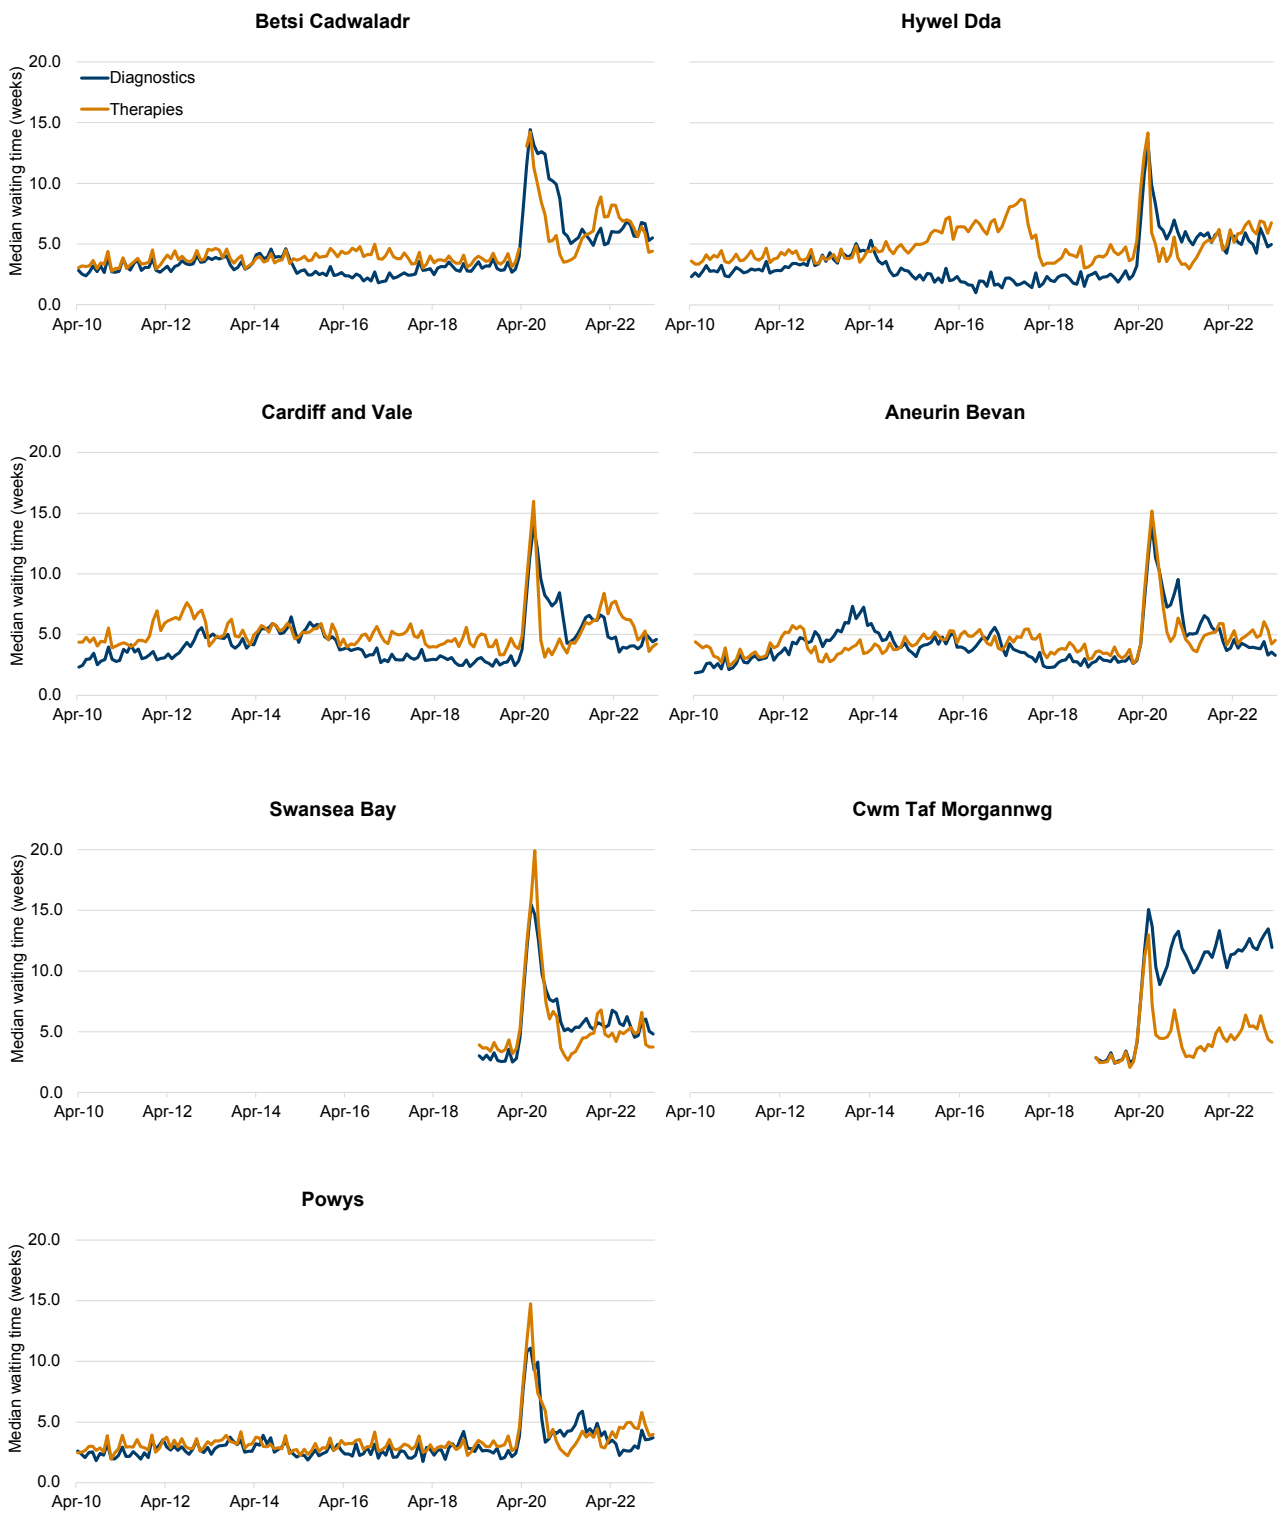 Betsi Cadwaladr
Hywel Dda
Median waiting time (weeks)
20.0
15.0
10.0
5.0
0.0
Diagnostics
Therapies
Apr-10 Apr-12 Apr-14 Apr-16 Apr-18 Apr-20 Apr-22
Apr-10 Apr-12 Apr-14 Apr-16 Apr-18 Apr-20 Apr-22
Cardiff and Vale
Aneurin Bevan
Median waiting time (weeks)
20.0
15.0
10.0
5.0
0.0
Apr-10 Apr-12 Apr-14 Apr-16 Apr-18 Apr-20 Apr-22
Apr-10 Apr-12 Apr-14 Apr-16 Apr-18 Apr-20 Apr-22
Swansea Bay
Cwm Taf Morgannwg
Median waiting time (weeks)
20.0
15.0
10.0
5.0
0.0
Apr-10 Apr-12 Apr-14 Apr-16 Apr-18 Apr-20 Apr-22
Apr-10 Apr-12 Apr-14 Apr-16 Apr-18 Apr-20 Apr-22
Powys
Median waiting time (weeks)
20.0
15.0
10.0
5.0
0.0
Apr-10 Apr-12 Apr-14 Apr-16 Apr-18 Apr-20 Apr-22